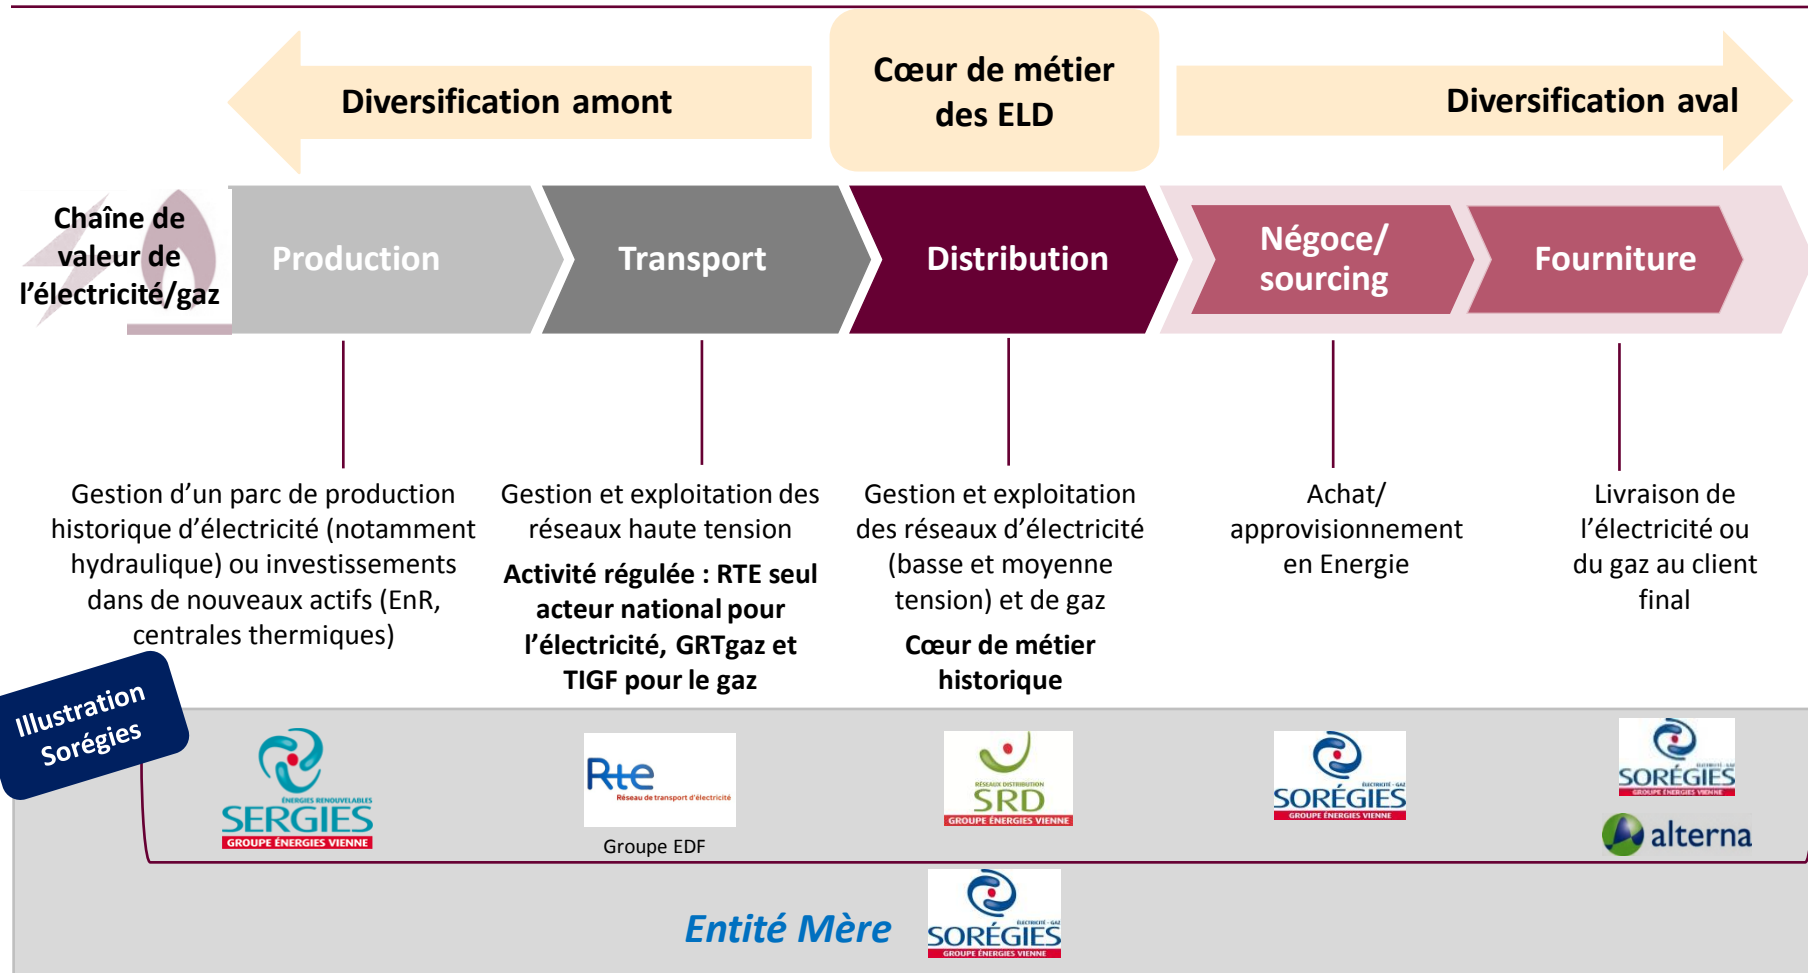 Diversification amont
Cœur de métier
des ELD
Diversification aval
Chaîne de
valeur de
l’électricité/gaz
Production
Transport
Distribution
Négoce/
sourcing
Fourniture
Gestion d’un parc de production
historique d’électricité (notamment
hydraulique) ou investissements
dans de nouveaux actifs (EnR,
centrales thermiques)
Gestion et exploitation des
réseaux haute tension
Activité régulée : RTE seul
acteur national pour
l’électricité, GRTgaz et
TIGF pour le gaz
Gestion et exploitation
des réseaux d’électricité
(basse et moyenne
tension) et de gaz
Cœur de métier
historique
Achat/
approvisionnement
en Energie
Livraison de
l’électricité ou
du gaz au client
final
Illustration
Sorégies
ÉNERGIES RENOUVELABLES
SERGIES
GROUPE ÉNERGIES VIENNE
Rte
Réseau de transport d'électricité
Groupe EDF
RÉSEAUX DISTRIBUTION
SRD
GROUPE ÉNERGIES VIENNE
ÉLECTRICITÉ - GAZ
SORÉGIES
GROUPE ÉNERGIES VIENNE
ÉLECTRICITÉ - GAZ
SORÉGIES
GROUPE ÉNERGIES VIENNE
alterna
Entité Mère
ÉLECTRICITÉ - GAZ
SORÉGIES
GROUPE ÉNERGIES VIENNE